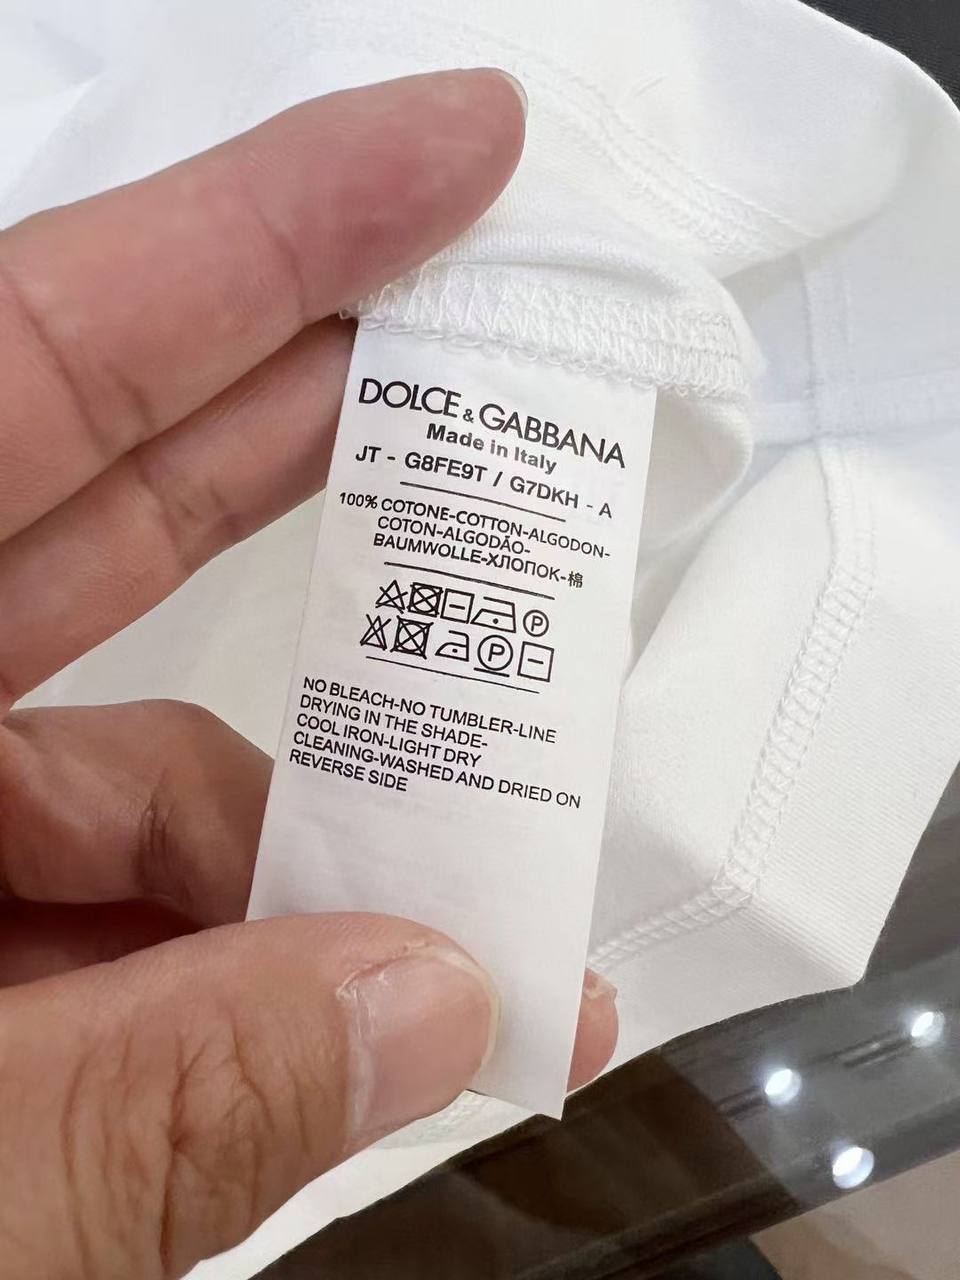 DOLCE & GABBANA
Made in Italy
JT - G8FE9T / G7DKH - A
100% COTONE-COTTON-ALGODON-
COTON-ALGODÃO-
BAUMWOLLE-ХЛОПОК-棉
P
P
NO BLEACH-NO TUMBLER-LINE
DRYING IN THE SHADE-
COOL IRON-LIGHT DRY
CLEANING-WASHED AND DRIED ON
REVERSE SIDE